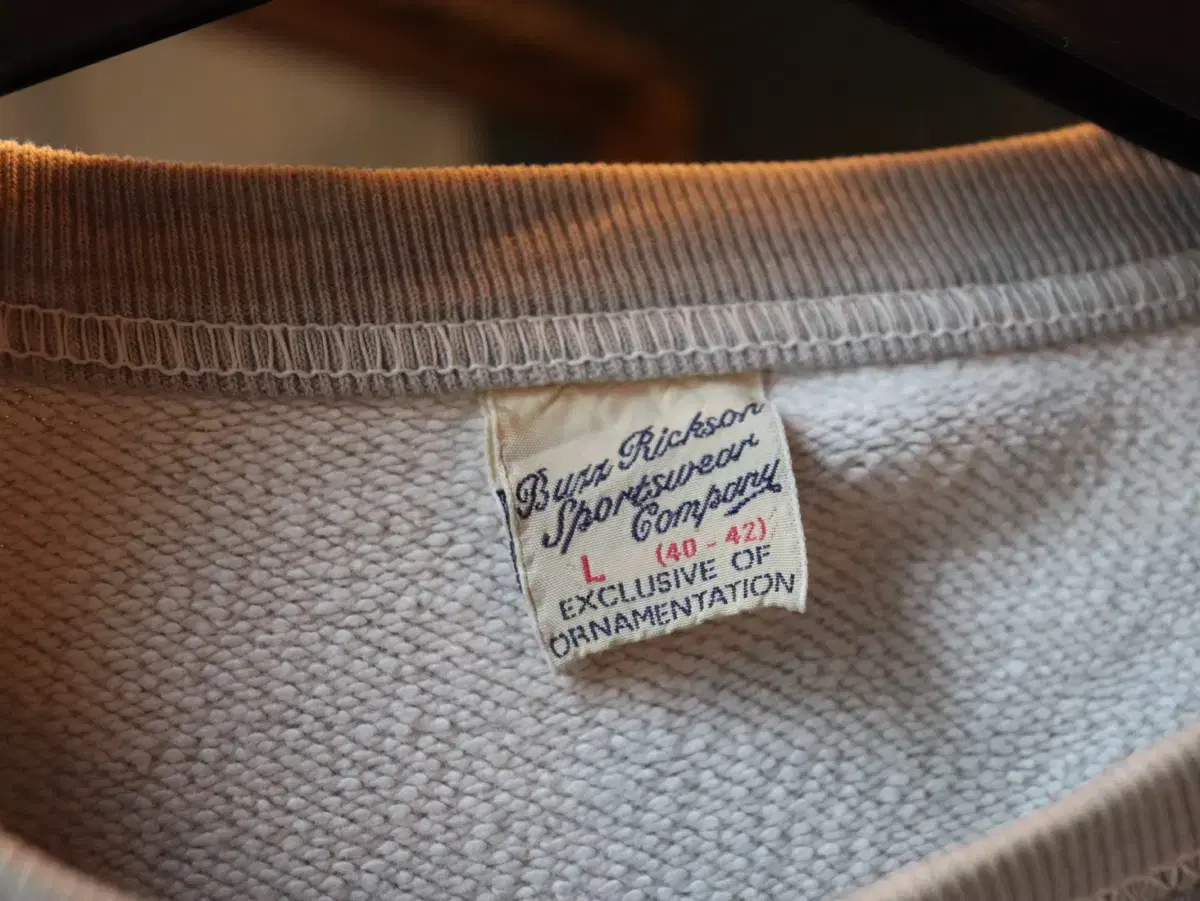 Buzz Rickson
Sportswear
Company
L (40 - 42)
EXCLUSIVE OF
ORNAMENTATION